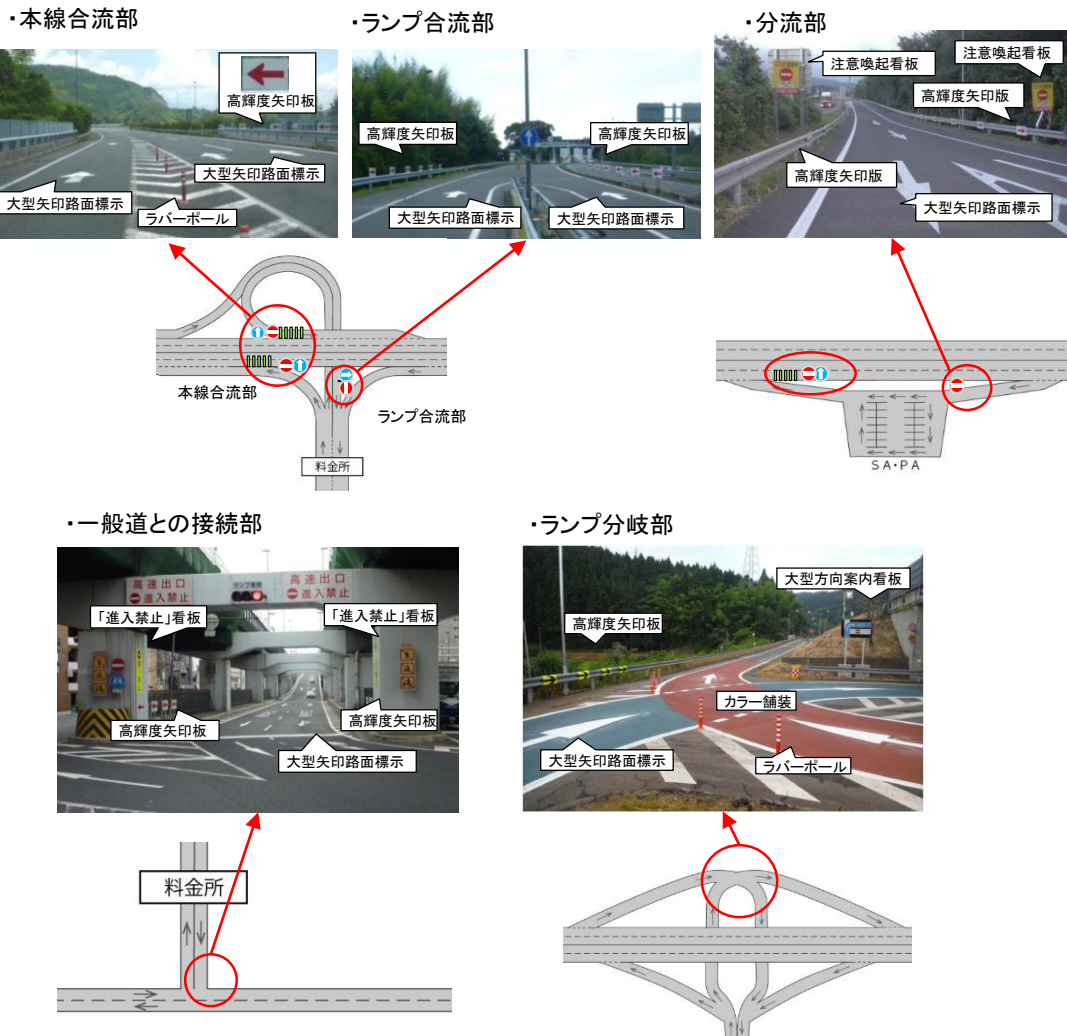 ・本線合流部
・ランプ合流部
・分流部
高輝度矢印板
大型矢印路面標示
大型矢印路面標示
ラバーポール
高輝度矢印板
高輝度矢印板
大型矢印路面標示
大型矢印路面標示
注意喚起看板
注意喚起看板
高輝度矢印版
高輝度矢印版
大型矢印路面標示
本線合流部
ランプ合流部
料金所
SA・PA
・一般道との接続部
・ランプ分岐部
高速出口
進入禁止
ランプ専用
高速出口
進入禁止
「進入禁止」看板
「進入禁止」看板
高輝度矢印板
高輝度矢印板
大型矢印路面標示
大型方向案内看板
高輝度矢印板
カラー舗装
大型矢印路面標示
ラバーポール
料金所